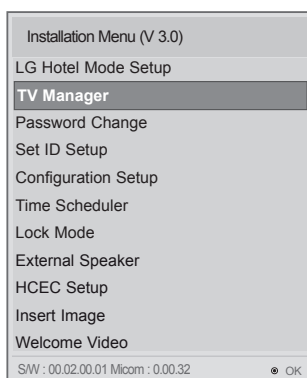 Installation Menu (V 3.0)
LG Hotel Mode Setup
TV Manager
Password Change
Set ID Setup
Configuration Setup
Time Scheduler
Lock Mode
External Speaker
HCEC Setup
Insert Image
Welcome Video
S/W : 00.02.00.01 Micom : 0.00.32 OK